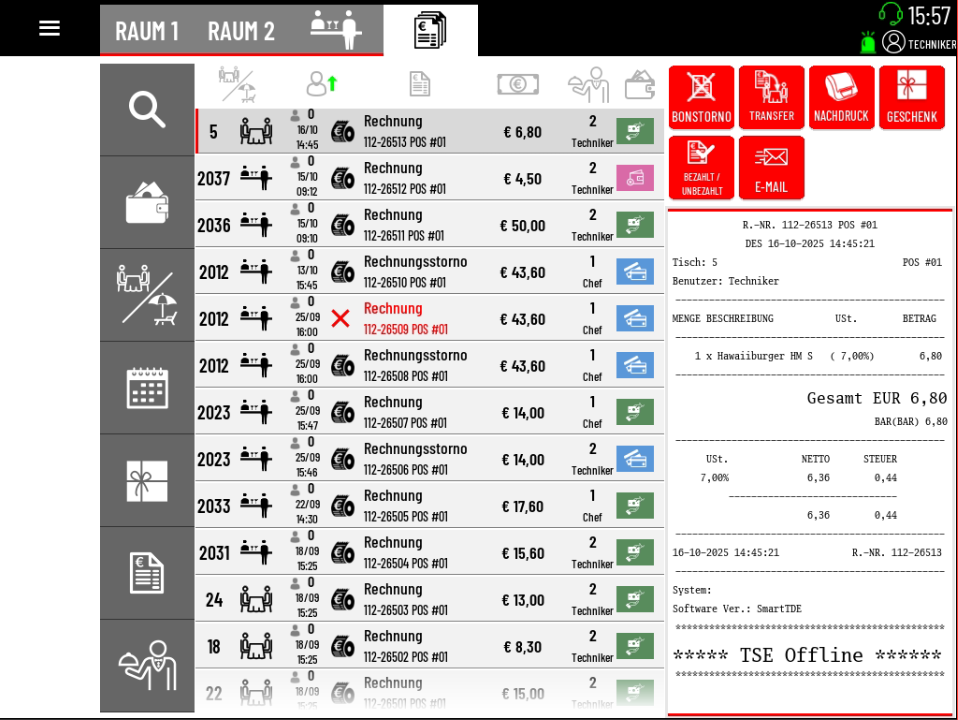 RAUM 1 RAUM 2 15:57
TECHNIKER
5 0 16/10 14:45 Rechnung 112-26513 POS #01 € 6,80 2 Techniker
2037 0 15/10 09:12 Rechnung 112-26512 POS #01 € 4,50 2 Techniker
2036 0 15/10 09:10 Rechnung 112-26511 POS #01 € 50,00 2 Techniker
2012 0 13/10 15:45 Rechnungsstorno 112-26510 POS #01 € 43,60 1 Chef
2012 0 25/09 16:00 Rechnung 112-26509 POS #01 € 43,60 1 Chef
2012 0 25/09 16:00 Rechnungsstorno 112-26508 POS #01 € 43,60 1 Chef
2023 0 25/09 15:47 Rechnung 112-26507 POS #01 € 14,00 1 Chef
2023 0 25/09 15:46 Rechnungsstorno 112-26506 POS #01 € 14,00 2 Techniker
2033 0 22/09 14:30 Rechnung 112-26505 POS #01 € 17,60 1 Chef
2031 0 18/09 15:25 Rechnung 112-26504 POS #01 € 15,60 2 Techniker
24 0 18/09 15:25 Rechnung 112-26503 POS #01 € 13,00 2 Techniker
18 0 18/09 15:25 Rechnung 112-26502 POS #01 € 8,30 2 Techniker
22 0 18/09 15:25 Rechnung 112-26501 POS #01 € 15,00 2 Techniker
BONSTORNO TRANSFER NACHDRUCK GESCHENK
BEZAHLT / UNBEZAHLT E-MAIL
R.-NR. 112-26513 POS #01
DES 16-10-2025 14:45:21
Tisch: 5 POS #01
Benutzer: Techniker
MENGE BESCHREIBUNG USt. BETRAG
1 x Hawaiiburger HM S ( 7,00%) 6,80
Gesamt EUR 6,80
BAR(BAR) 6,80
USt. NETTO STEUER
7,00% 6,36 0,44
6,36 0,44
16-10-2025 14:45:21 R.-NR. 112-26513
System:
Software Ver.: SmartTDE
***** TSE Offline ******